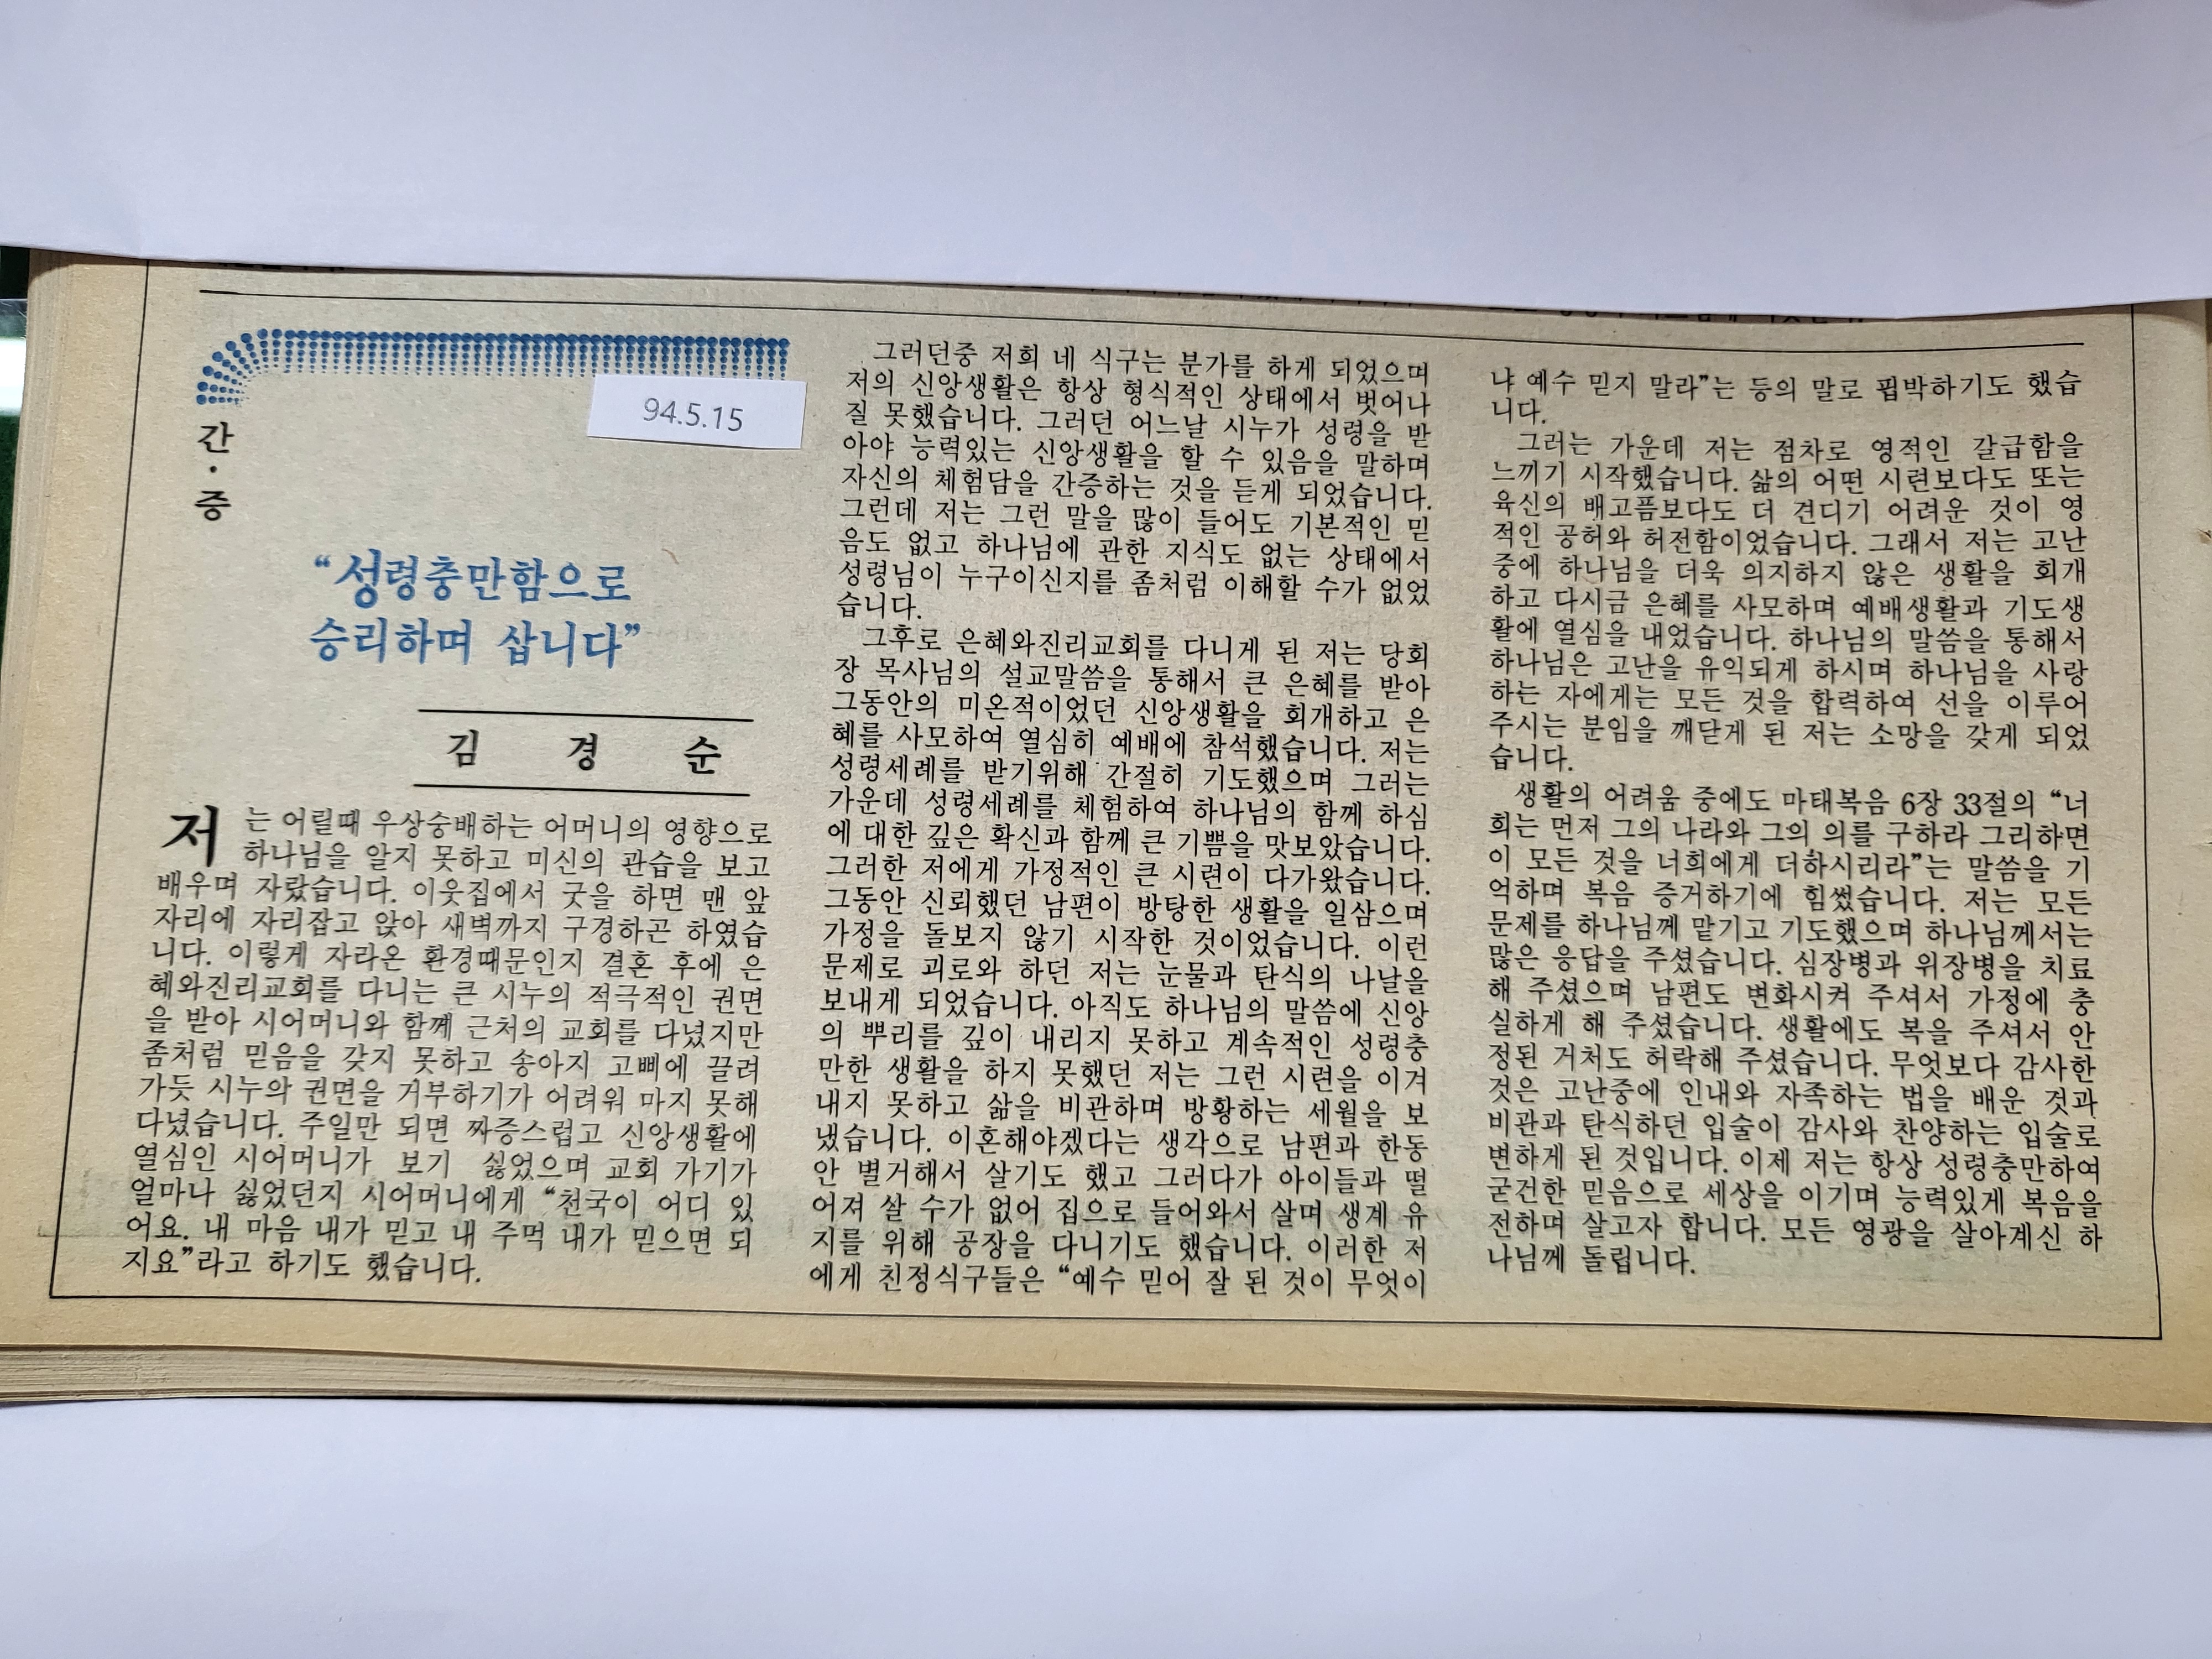 94.5.15
간·증
“성령충만함으로
승리하며 삽니다”
김 경 순
저는 어릴때 우상숭배하는 어머니의 영향으로
하나님을 알지 못하고 미신의 관습을 보고
배우며 자랐습니다. 이웃집에서 굿을 하면 맨 앞
자리에 자리잡고 앉아 새벽까지 구경하곤 하였습
니다. 이렇게 자라온 환경때문인지 결혼 후에 은
혜와진리교회를 다니는 큰 시누의 적극적인 권면
을 받아 시어머니와 함께 근처의 교회를 다녔지만
좀처럼 믿음을 갖지 못하고 송아지 고삐에 끌려
가듯 시누와 권면을 거부하기가 어려워 마지 못해
다녔습니다. 주일만 되면 짜증스럽고 신앙생활에
열심인 시어머니가 보기 싫었으며 교회 가기가
얼마나 싫었던지 시어머니에게 “천국이 어디 있
어요. 내 마음 내가 믿고 내 주먹 내가 믿으면 되
지요”라고 하기도 했습니다.
그러던중 저희 네 식구는 분가를 하게 되었으며
저의 신앙생활은 항상 형식적인 상태에서 벗어나
질 못했습니다. 그러던 어느날 시누가 성령을 받
아야 능력있는 신앙생활을 할 수 있음을 말하며
자신의 체험담을 간증하는 것을 듣게 되었습니다.
그런데 저는 그런 말을 많이 들어도 기본적인 믿
음도 없고 하나님에 관한 지식도 없는 상태에서
성령님이 누구이신지를 좀처럼 이해할 수가 없었
습니다.
그후로 은혜와진리교회를 다니게 된 저는 당회
장 목사님의 설교말씀을 통해서 큰 은혜를 받아
그동안의 미온적이었던 신앙생활을 회개하고 은
혜를 사모하여 열심히 예배에 참석했습니다. 저는
성령세례를 받기위해 간절히 기도했으며 그러는
가운데 성령세례를 체험하여 하나님의 함께 하심
에 대한 깊은 확신과 함께 큰 기쁨을 맛보았습니다.
그러한 저에게 가정적인 큰 시련이 다가왔습니다.
그동안 신뢰했던 남편이 방탕한 생활을 일삼으며
가정을 돌보지 않기 시작한 것이었습니다. 이런
문제로 괴로와 하던 저는 눈물과 탄식의 나날을
보내게 되었습니다. 아직도 하나님의 말씀에 신앙
의 뿌리를 깊이 내리지 못하고 계속적인 성령충
만한 생활을 하지 못했던 저는 그런 시련을 이겨
내지 못하고 삶을 비관하며 방황하는 세월을 보
냈습니다. 이혼해야겠다는 생각으로 남편과 한동
안 별거해서 살기도 했고 그러다가 아이들과 떨
어져 살 수가 없어 집으로 들어와서 살며 생계 유
지를 위해 공장을 다니기도 했습니다. 이러한 저
에게 친정식구들은 “예수 믿어 잘 된 것이 무엇이
냐 예수 믿지 말라”는 등의 말로 핍박하기도 했습
니다.
그러는 가운데 저는 점차로 영적인 갈급함을
느끼기 시작했습니다. 삶의 어떤 시련보다도 또는
육신의 배고픔보다도 더 견디기 어려운 것이 영
적인 공허와 허전함이었습니다. 그래서 저는 고난
중에 하나님을 더욱 의지하지 않은 생활을 회개
하고 다시금 은혜를 사모하며 예배생활과 기도생
활에 열심을 내었습니다. 하나님의 말씀을 통해서
하나님은 고난을 유익되게 하시며 하나님을 사랑
하는 자에게는 모든 것을 합력하여 선을 이루어
주시는 분임을 깨닫게 된 저는 소망을 갖게 되었
습니다.
생활의 어려움 중에도 마태복음 6장 33절의 “너
희는 먼저 그의 나라와 그의 의를 구하라 그리하면
이 모든 것을 너희에게 더하시리라”는 말씀을 기
억하며 복음 증거하기에 힘썼습니다. 저는 모든
문제를 하나님께 맡기고 기도했으며 하나님께서는
많은 응답을 주셨습니다. 심장병과 위장병을 치료
해 주셨으며 남편도 변화시켜 주셔서 가정에 충
실하게 해 주셨습니다. 생활에도 복을 주셔서 안
정된 거처도 허락해 주셨습니다. 무엇보다 감사한
것은 고난중에 인내와 자족하는 법을 배운 것과
비관과 탄식하던 입술이 감사와 찬양하는 입술로
변하게 된 것입니다. 이제 저는 항상 성령충만하여
굳건한 믿음으로 세상을 이기며 능력있게 복음을
전하며 살고자 합니다. 모든 영광을 살아계신 하
나님께 돌립니다.